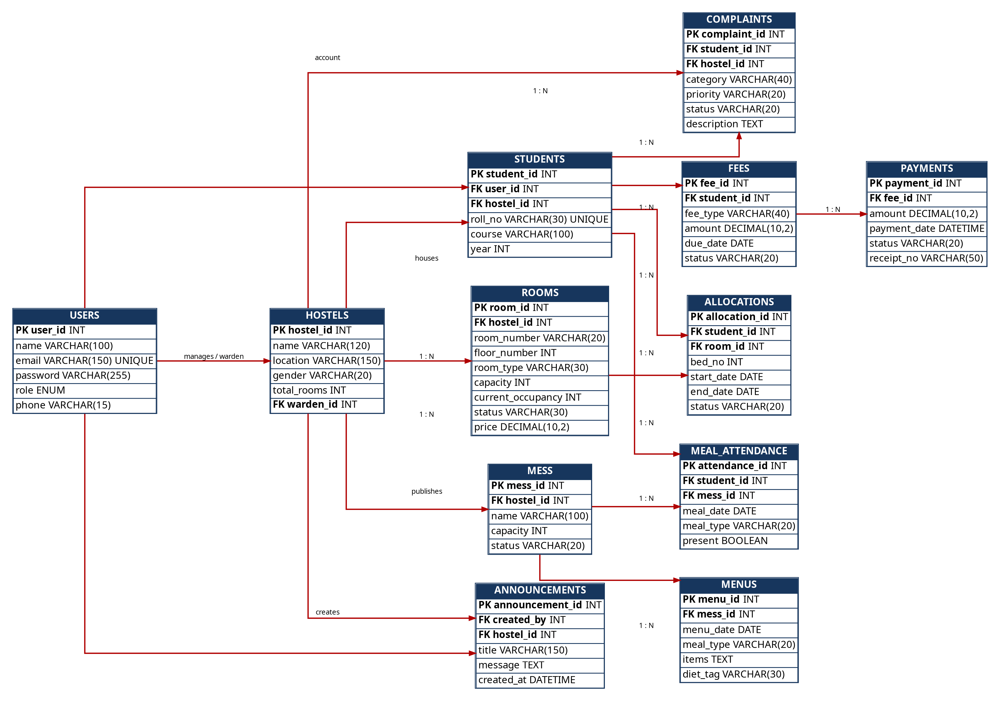 COMPLAINTS
PK complaint_id INT
FK student_id INT
FK hostel_id INT
category VARCHAR(40)
priority VARCHAR(20)
status VARCHAR(20)
description TEXT
account
1 : N
1 : N
STUDENTS
PK student_id INT
FK user_id INT
FK hostel_id INT
roll_no VARCHAR(30) UNIQUE
course VARCHAR(100)
year INT
FEES
PK fee_id INT
FK student_id INT
fee_type VARCHAR(40)
amount DECIMAL(10,2)
due_date DATE
status VARCHAR(20)
PAYMENTS
PK payment_id INT
FK fee_id INT
amount DECIMAL(10,2)
payment_date DATETIME
status VARCHAR(20)
receipt_no VARCHAR(50)
1 : N
1 : N
houses
1 : N
USERS
PK user_id INT
name VARCHAR(100)
email VARCHAR(150) UNIQUE
password VARCHAR(255)
role ENUM
phone VARCHAR(15)
manages / warden
HOSTELS
PK hostel_id INT
name VARCHAR(120)
location VARCHAR(150)
gender VARCHAR(20)
total_rooms INT
FK warden_id INT
1 : N
1 : N
ROOMS
PK room_id INT
FK hostel_id INT
room_number VARCHAR(20)
floor_number INT
room_type VARCHAR(30)
capacity INT
current_occupancy INT
status VARCHAR(30)
price DECIMAL(10,2)
1 : N
1 : N
ALLOCATIONS
PK allocation_id INT
FK student_id INT
FK room_id INT
bed_no INT
start_date DATE
end_date DATE
status VARCHAR(20)
publishes
MESS
PK mess_id INT
FK hostel_id INT
name VARCHAR(100)
capacity INT
status VARCHAR(20)
1 : N
MEAL_ATTENDANCE
PK attendance_id INT
FK student_id INT
FK mess_id INT
meal_date DATE
meal_type VARCHAR(20)
present BOOLEAN
creates
ANNOUNCEMENTS
PK announcement_id INT
FK created_by INT
FK hostel_id INT
title VARCHAR(150)
message TEXT
created_at DATETIME
1 : N
MENUS
PK menu_id INT
FK mess_id INT
menu_date DATE
meal_type VARCHAR(20)
items TEXT
diet_tag VARCHAR(30)